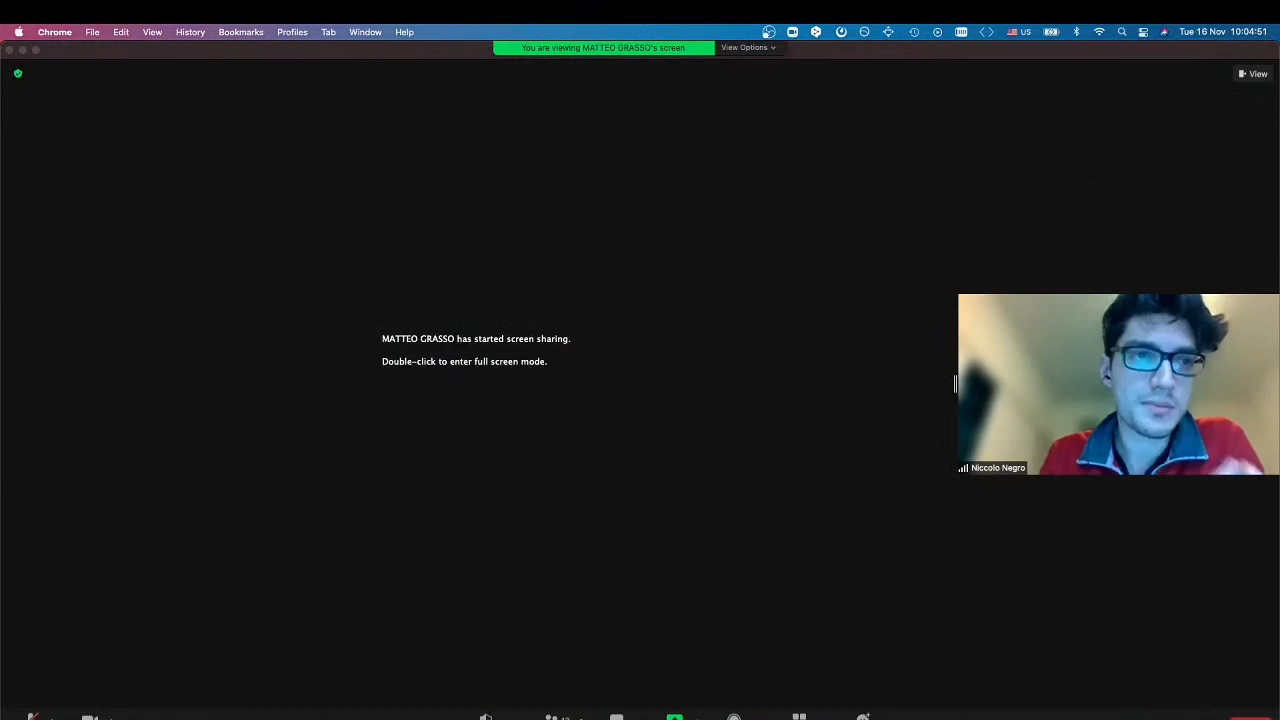 Chrome File Edit View History Bookmarks Profiles Tab Window Help US Tue 16 Nov 10:04:51
You are viewing MATTEO GRASSO's screen View Options
View
MATTEO GRASSO has started screen sharing.
Double-click to enter full screen mode.
Niccolo Negro